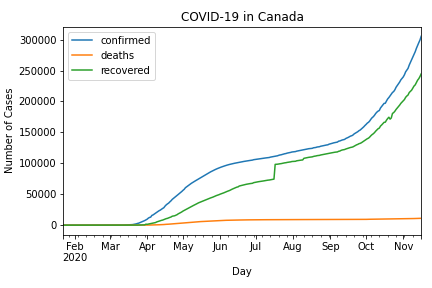 COVID-19 in Canada
confirmed
deaths
recovered
Number of Cases
300000
250000
200000
150000
100000
50000
0
Feb Mar Apr May Jun Jul Aug Sep Oct Nov
2020
Day